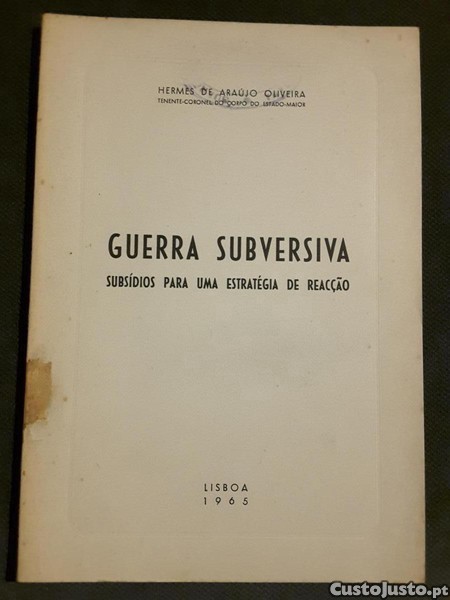 HERMES DE ARAÚJO OLIVEIRA
TENENTE-CORONEL DO CORPO DO ESTADO-MAIOR
GUERRA SUBVERSIVA
SUBSÍDIOS PARA UMA ESTRATÉGIA DE REACÇÃO
LISBOA
1965
CustoJusto.pt